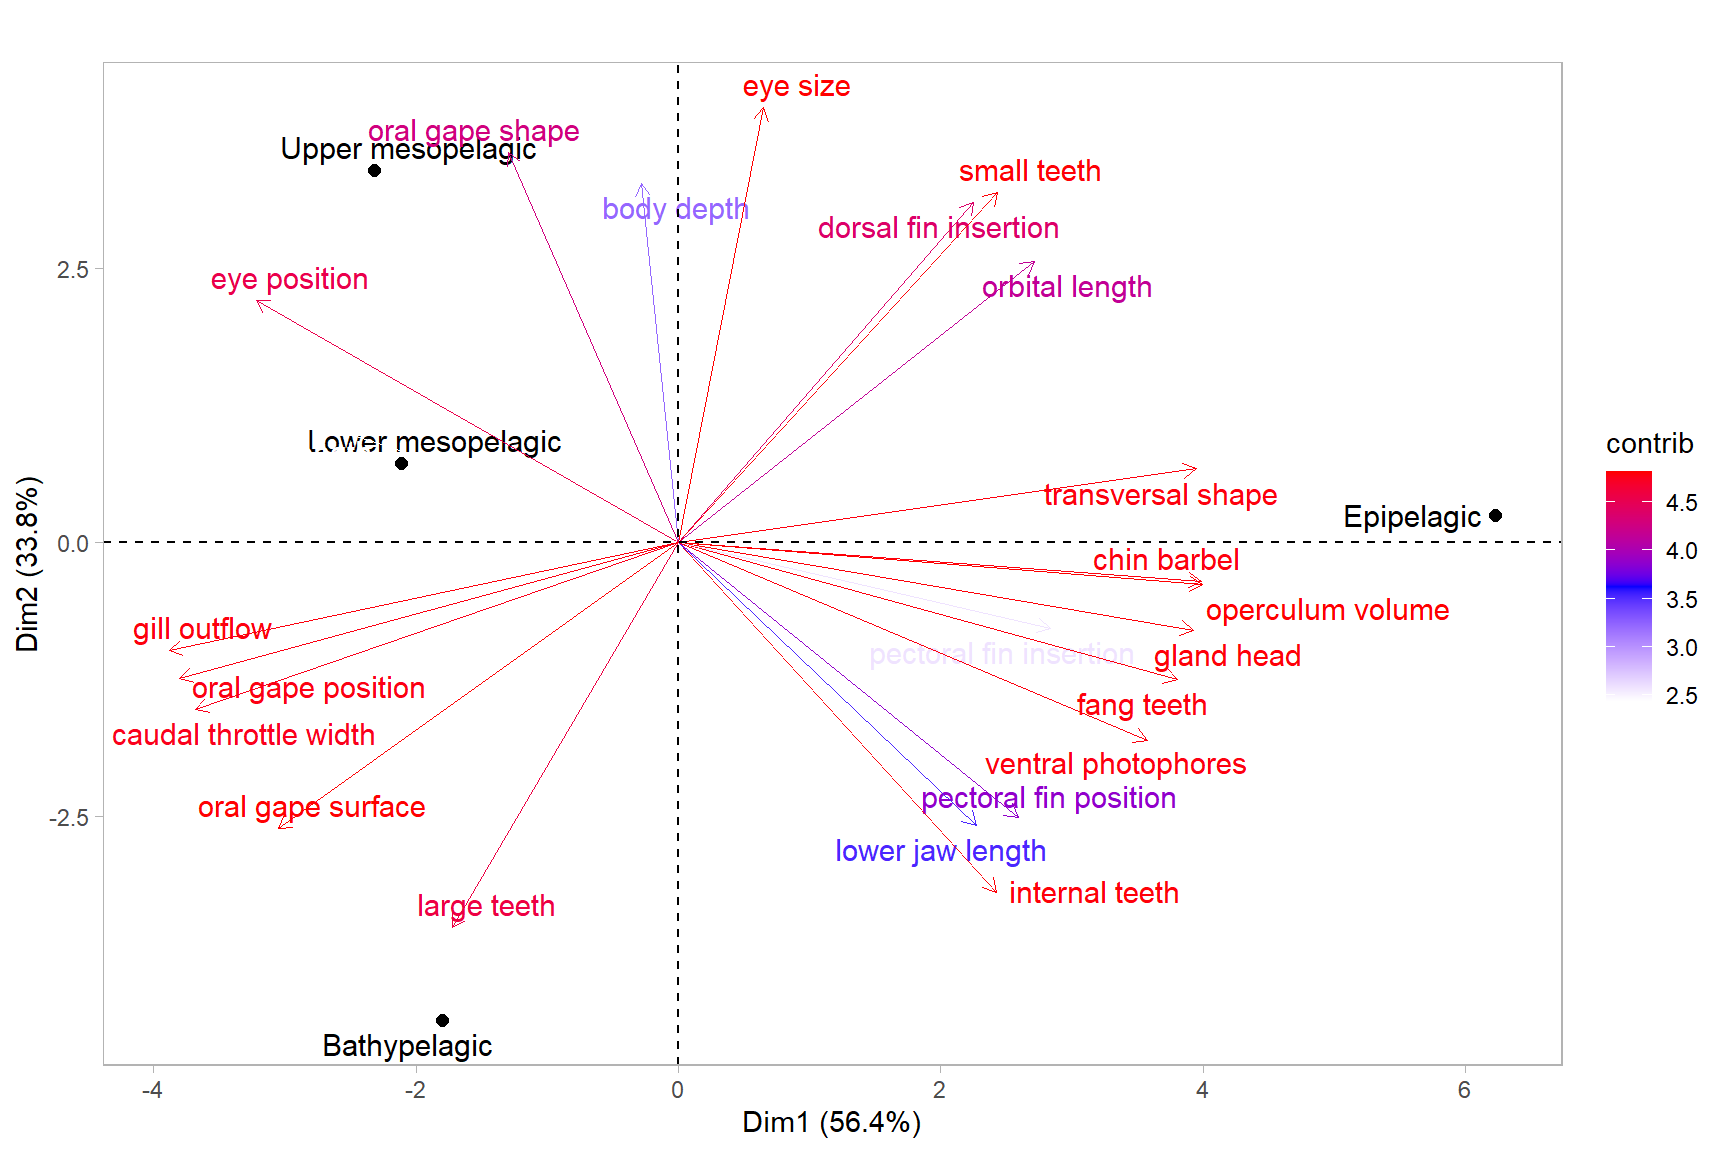 eye size
oral gape shape
Upper mesopelagic
small teeth
body depth
dorsal fin insertion
2.5
eye position
orbital length
Lower mesopelagic
contrib
transversal shape
4.5
Epipelagic
0.0
4.0
chin barbel
3.5
operculum volume
gill outflow
3.0
pectoral fin insertion
gland head
oral gape position
2.5
fang teeth
caudal throttle width
ventral photophores
pectoral fin position
oral gape surface
-2.5
lower jaw length
internal teeth
large teeth
Bathypelagic
-4
-2
0
2
4
6
Dim1 (56.4%)
Dim2 (33.8%)